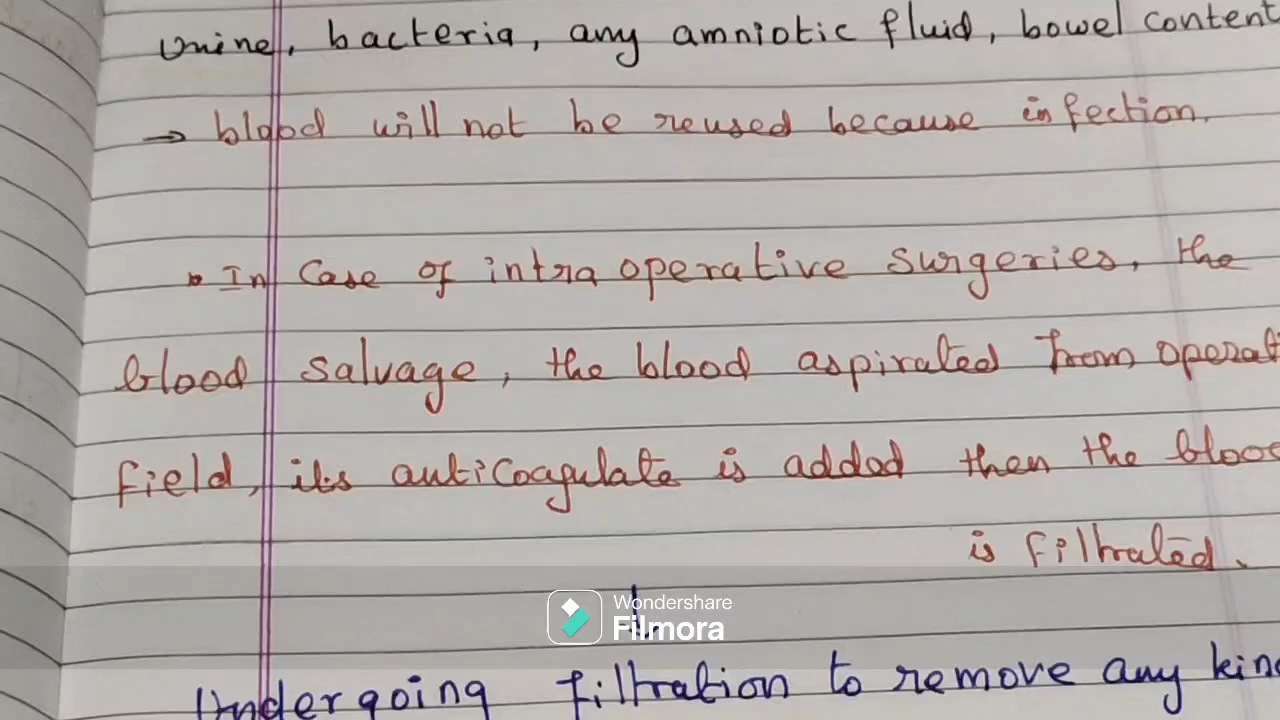 urine, bacteria, any amniotic fluid, bowel content
→ blood will not be reused because infection.
• In Case of intra operative surgeries, the
blood salvage, the blood aspirated from operat
field, its anticoagulate is added then the bloo
is filtrated.
Wondershare
Filmora
Undergoing filtration to remove any kin